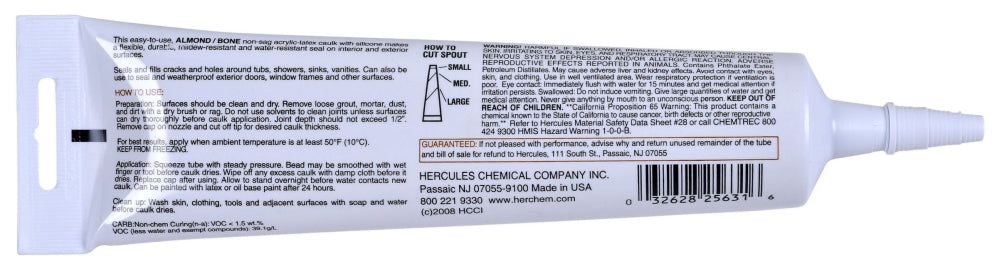 This easy-to-use, ALMOND / BONE non-sag acrylic-latex caulk with silicone makes
a flexible, durable, mildew-resistant and water-resistant seal on interior and exterior
surfaces.
Seals and fills cracks and holes around tubs, showers, sinks, vanities. Can also be
use to seal and weatherproof exterior doors, window frames and other surfaces.
HOW TO USE:
Preparation: Surfaces should be clean and dry. Remove loose grout, mortar, dust,
and dirt with a dry brush or rag. Do not use solvents to clean joints unless surfaces
can dry thoroughly before caulk application. Joint depth should not exceed 1/2".
Remove cap on nozzle and cut off tip for desired caulk thickness.
For best results, apply when ambient temperature is at least 50°F (10°C).
KEEP FROM FREEZING.
Application: Squeeze tube with steady pressure. Bead may be smoothed with wet
finger or tool before caulk dries. Wipe off any excess caulk with damp cloth before it
dries. Replace cap after using. Allow to stand overnight before water contacts new
caulk. Can be painted with latex or oil base paint after 24 hours.
Clean up: Wash skin, clothing, tools and adjacent surfaces with soap and water
before caulk dries.
CARB:Non-chem Curing(n-a): VOC < 1.5 wt.%
VOC (less water and exempt compounds): 39.1g/L
HOW TO
CUT SPOUT
SMALL
MED.
LARGE
WARNING! HARMFUL IF SWALLOWED, INHALED OR ABSORBED THROUGH THE
SKIN. IRRITATING TO SKIN, EYES, AND RESPIRATORY TRACT. MAY CAUSE CENTRAL
NERVOUS SYSTEM DEPRESSION AND/OR ALLERGIC REACTION. ADVERSE
REPRODUCTIVE EFFECTS REPORTED IN ANIMALS. Contains Phthalate Ester,
Petroleum Distillates. May cause adverse liver and kidney effects. Avoid contact with eyes,
skin, and clothing. Use in well ventilated area. Wear respiratory protection if ventilation is
poor. Eye contact: Immediately flush with water for 15 minutes and get medical attention if
irritation persists. Swallowed: Do not induce vomiting. Give large quantities of water and get
medical attention. Never give anything by mouth to an unconscious person. KEEP OUT OF
REACH OF CHILDREN. **California Proposition 65 Warning: This product contains a
chemical known to the State of California to cause cancer, birth defects or other reproductive
harm.** Refer to Hercules Material Safety Data Sheet #28 or call CHEMTREC 800
424 9300 HMIS Hazard Warning 1-0-0-B.
GUARANTEED: If not pleased with performance, advise why and return unused remainder of the tube
and bill of sale for refund to Hercules, 111 South St., Passaic, NJ 07055
HERCULES CHEMICAL COMPANY INC.
Passaic NJ 07055-9100 Made in USA
800 221 9330 www.herchem.com
(c)2008 HCCI
0 32628 25631 6